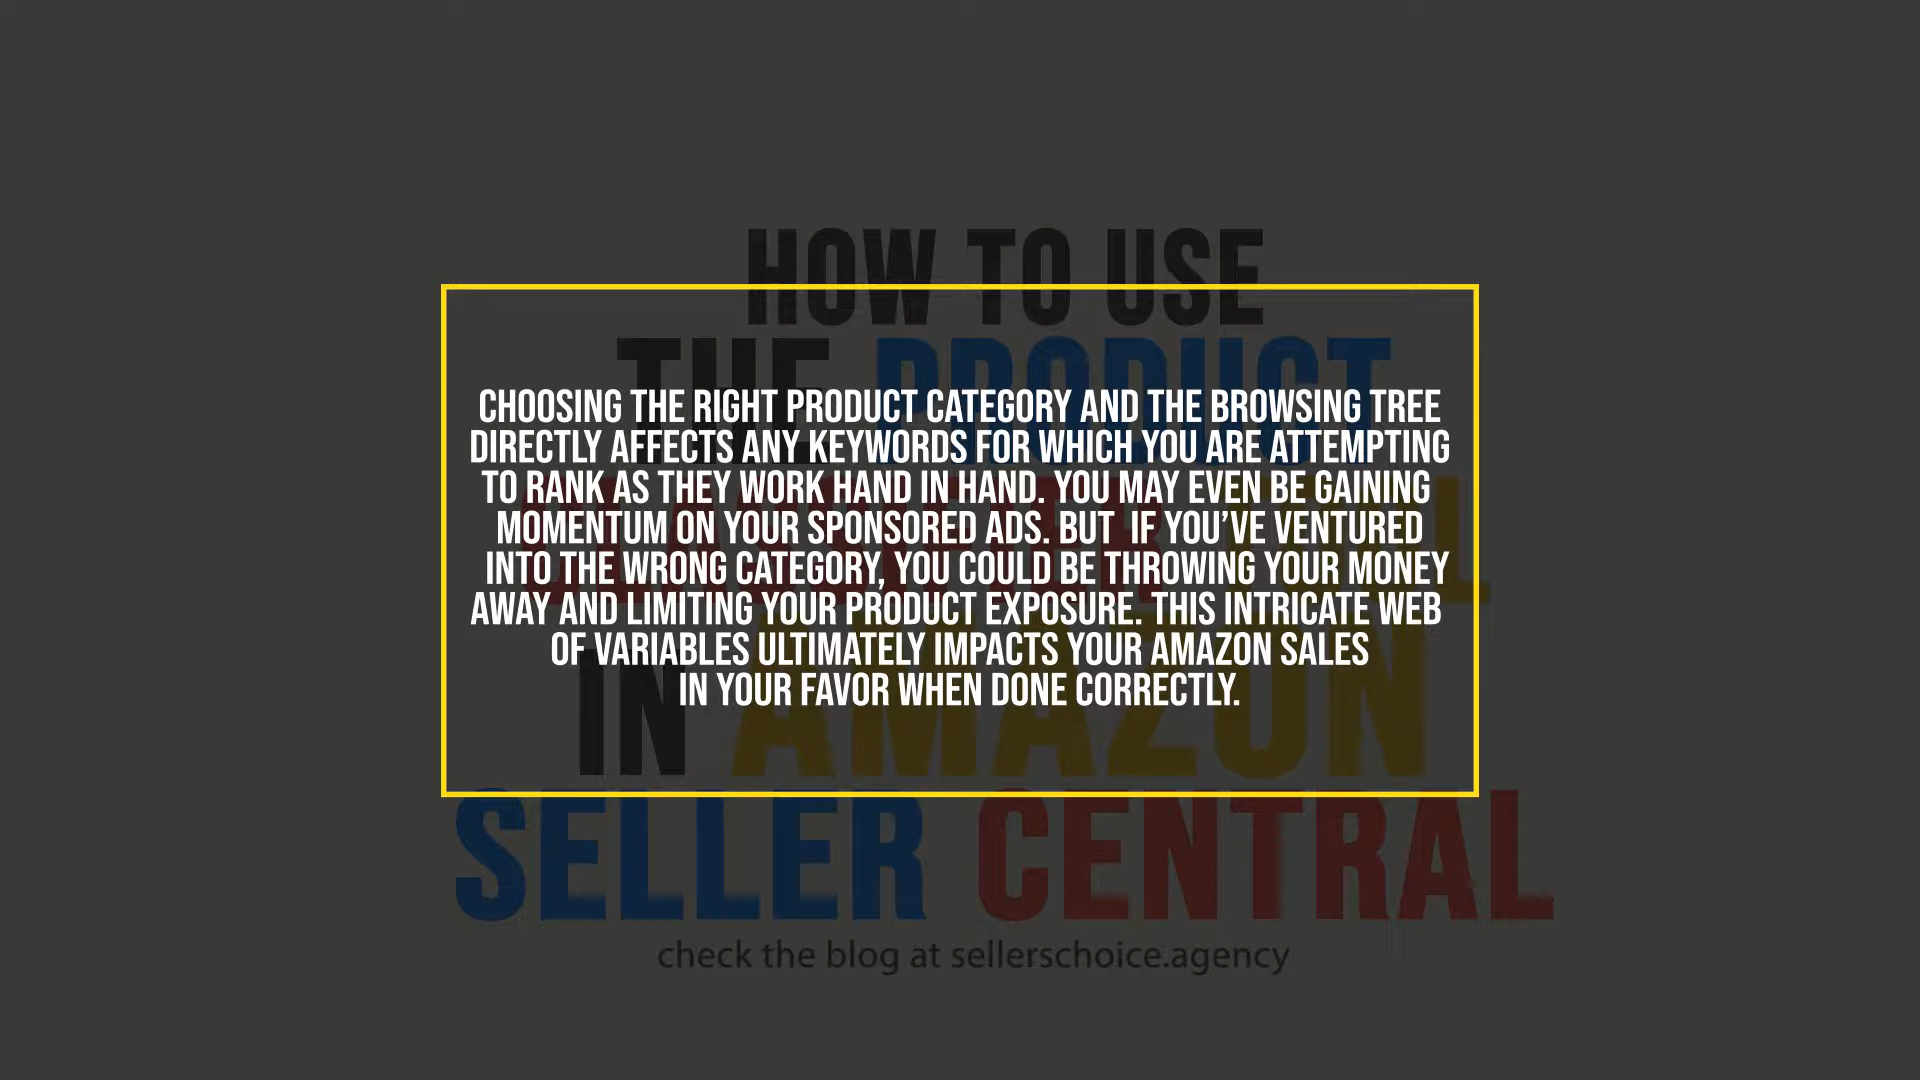 HOW TO USE
THE PRODUCT
IN AMAZON
SELLER CENTRAL
check the blog at sellerschoice.agency
CHOOSING THE RIGHT PRODUCT CATEGORY AND THE BROWSING TREE
DIRECTLY AFFECTS ANY KEYWORDS FOR WHICH YOU ARE ATTEMPTING
TO RANK AS THEY WORK HAND IN HAND. YOU MAY EVEN BE GAINING
MOMENTUM ON YOUR SPONSORED ADS. BUT IF YOU'VE VENTURED
INTO THE WRONG CATEGORY, YOU COULD BE THROWING YOUR MONEY
AWAY AND LIMITING YOUR PRODUCT EXPOSURE. THIS INTRICATE WEB
OF VARIABLES ULTIMATELY IMPACTS YOUR AMAZON SALES
IN YOUR FAVOR WHEN DONE CORRECTLY.